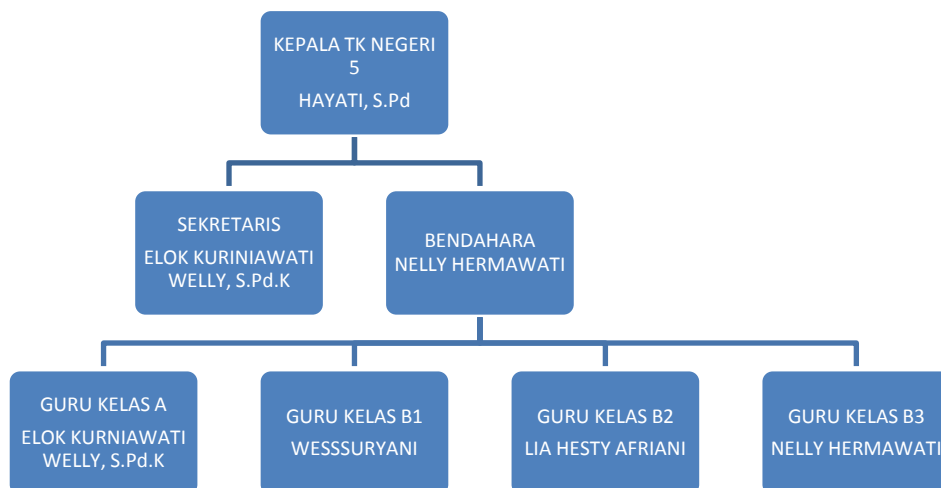 KEPALA TK NEGERI
5
HAYATI, S.Pd
SEKRETARIS
ELOK KURINIAWATI
WELLY, S.Pd.K
BENDAHARA
NELLY HERMAWATI
GURU KELAS A
ELOK KURNIAWATI
WELLY, S.Pd.K
GURU KELAS B1
WESSSURYANI
GURU KELAS B2
LIA HESTY AFRIANI
GURU KELAS B3
NELLY HERMAWATI